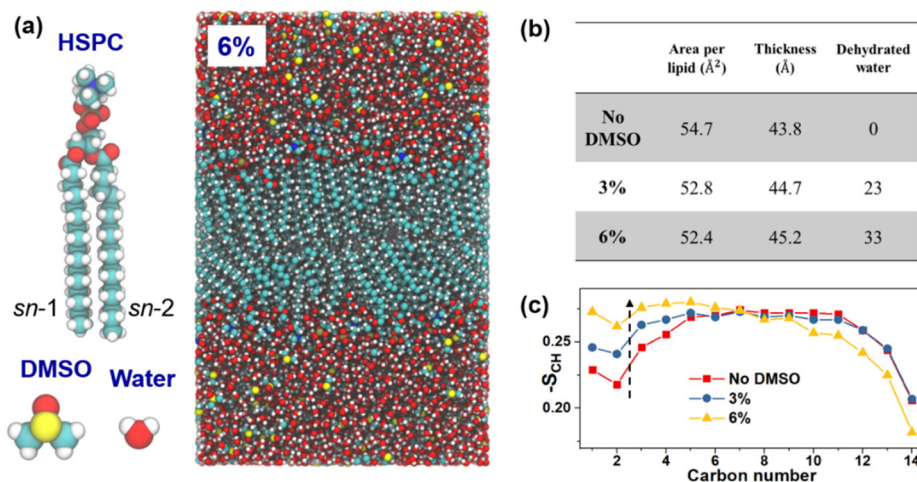 (a)
HSPC
6%
sn-1
sn-2
DMSO
Water
(b)
Area per lipid (Å²) Thickness (Å) Dehydrated water
No DMSO 54.7 43.8 0
3% 52.8 44.7 23
6% 52.4 45.2 33
(c)
-S_CH
0.25
0.20
No DMSO
3%
6%
2 4 6 8 10 12 14
Carbon number